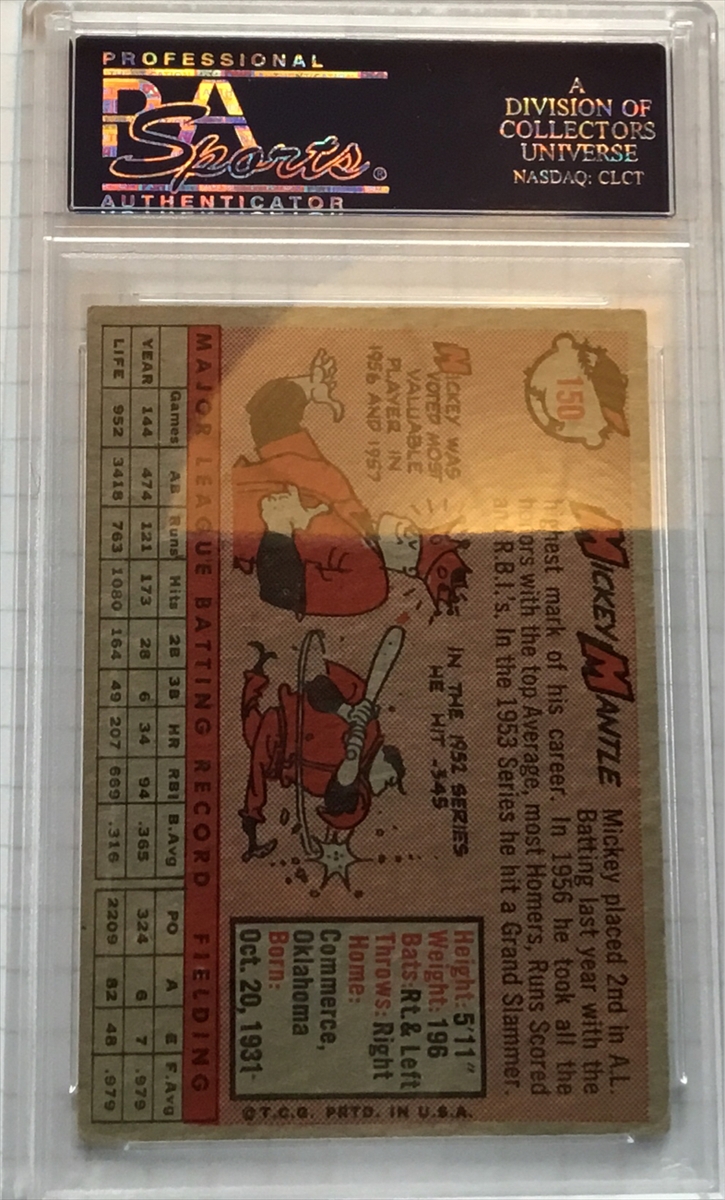 PROFESSIONAL
PSA
Sports®
AUTHENTICATOR
A
DIVISION OF
COLLECTORS
UNIVERSE
NASDAQ: CLCT
150
MICKEY MANTLE
Mickey placed 2nd in A.L.
Batting last year with the
highest mark of his career. In 1956 he took all the
honors with the top Average, most Homers, Runs Scored
and R.B.I.'s. In the 1953 Series he hit a Grand Slammer.
MICKEY WAS
VOTED MOST
VALUABLE
PLAYER IN
1956 AND 1957
IN THE 1952 SERIES
HE HIT .345
Height: 5'11"
Weight: 196
Bats: Rt. & Left
Throws: Right
Home:
Commerce,
Oklahoma
Born:
Oct. 20, 1931
©T.C.G. PRTD. IN U.S.A.
MAJOR LEAGUE BATTING RECORD FIELDING
Games AB Runs Hits 2B 3B HR RBI B.Avg PO A E F.Avg
YEAR 144 474 121 173 28 6 34 94 .365 324 6 7 .979
LIFE 952 3418 763 1080 164 49 207 669 .316 2209 82 48 .979